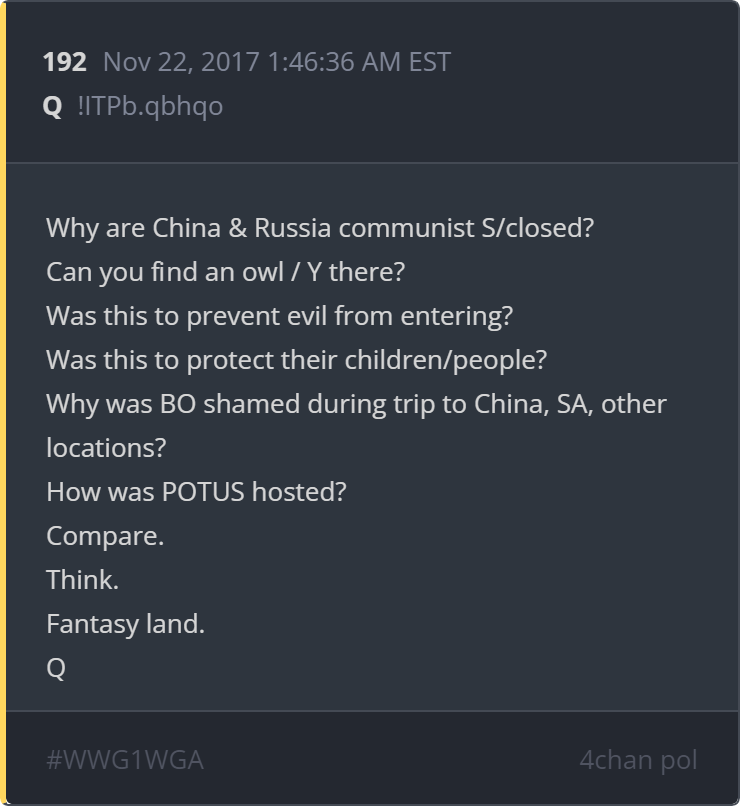 192 Nov 22, 2017 1:46:36 AM EST
Q !ITPb.qbhqo
Why are China & Russia communist S/closed?
Can you find an owl / Y there?
Was this to prevent evil from entering?
Was this to protect their children/people?
Why was BO shamed during trip to China, SA, other
locations?
How was POTUS hosted?
Compare.
Think.
Fantasy land.
Q
#WWG1WGA 4chan pol